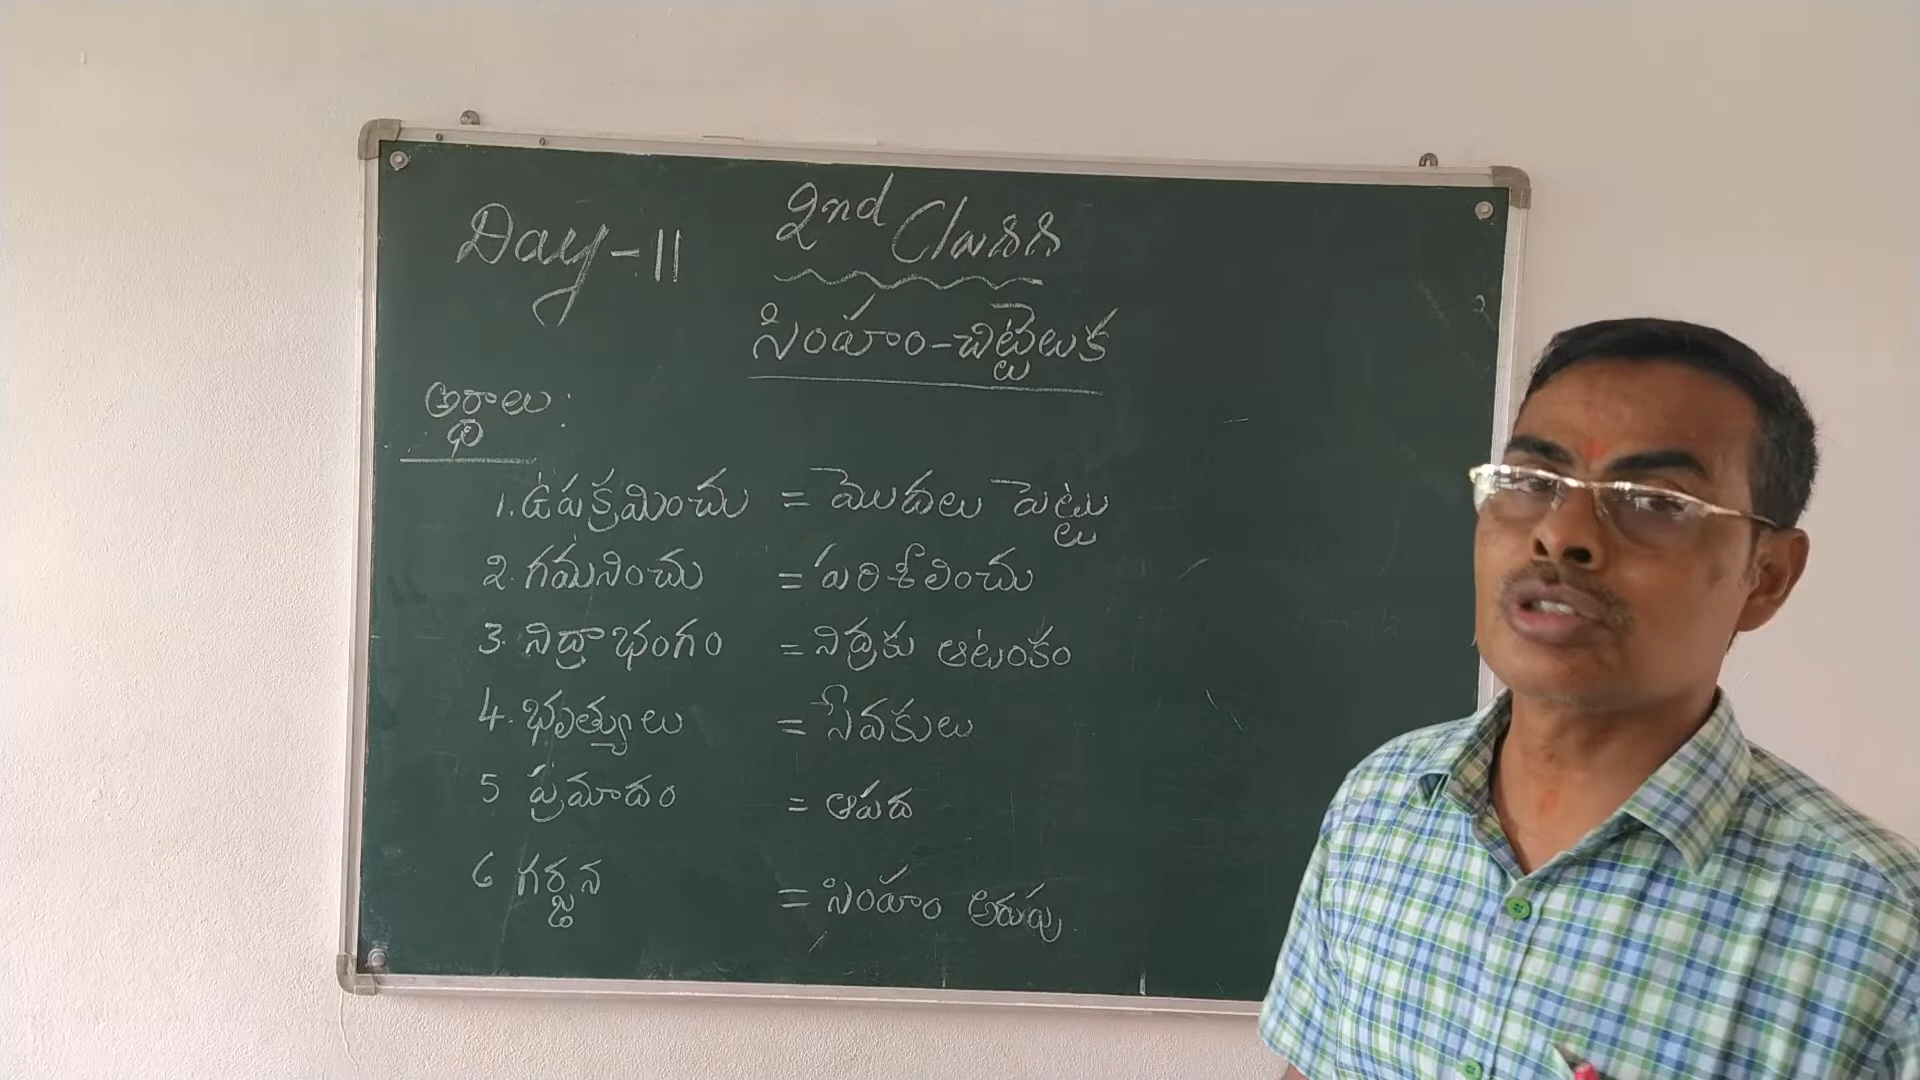 Day-11 2nd Class
సింహం-చిట్టెలుక
అర్థాలు:
1. ఉపక్రమించు = మొదలు పెట్టు
2. గమనించు = పరిశీలించు
3. నిద్రాభంగం = నిద్రకు ఆటంకం
4. భృత్యులు = సేవకులు
5 ప్రమాదం = ఆపద
6 గర్జన = సింహం అరుపు